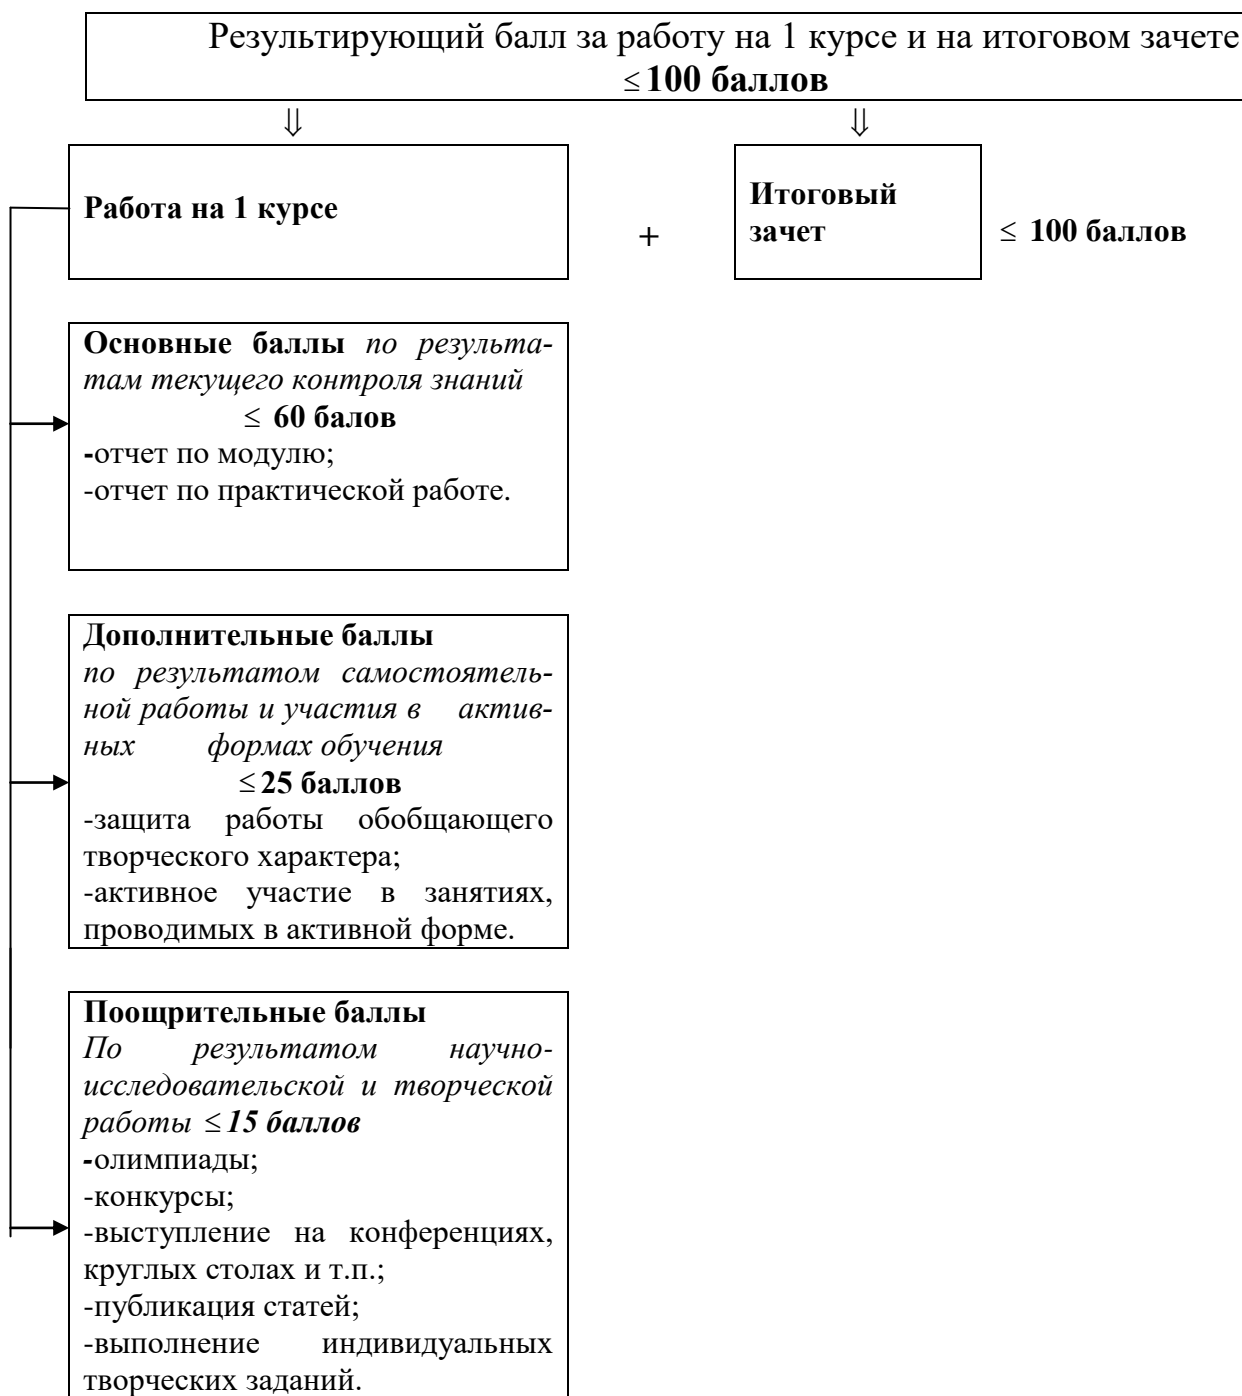 Результирующий балл за работу на 1 курсе и на итоговом зачете
≤ 100 баллов
⇓ ⇓
Работа на 1 курсе
+
Итоговый
зачет
≤ 100 баллов
Основные баллы по результа-
там текущего контроля знаний
≤ 60 балов
-отчет по модулю;
-отчет по практической работе.
Дополнительные баллы
по результатом самостоятель-
ной работы и участия в актив-
ных формах обучения
≤ 25 баллов
-защита работы обобщающего
творческого характера;
-активное участие в занятиях,
проводимых в активной форме.
Поощрительные баллы
По результатом научно-
исследовательской и творческой
работы ≤ 15 баллов
-олимпиады;
-конкурсы;
-выступление на конференциях,
круглых столах и т.п.;
-публикация статей;
-выполнение индивидуальных
творческих заданий.